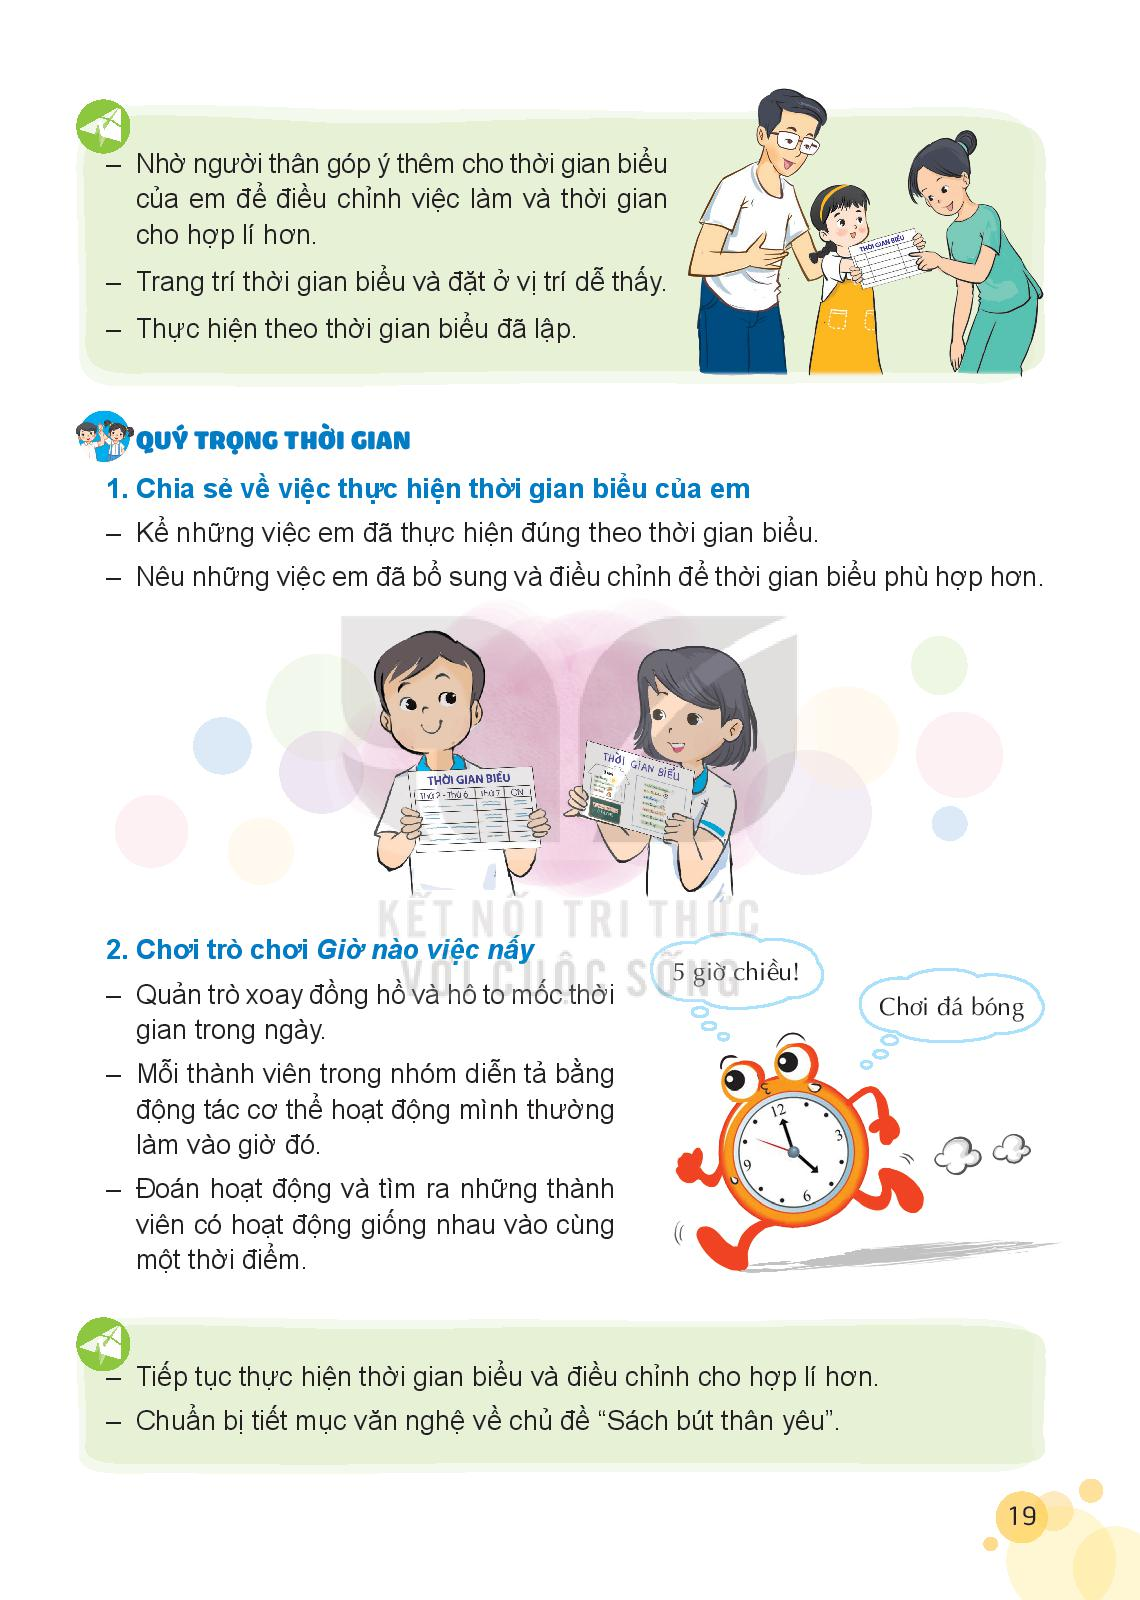 – Nhờ người thân góp ý thêm cho thời gian biểu
của em để điều chỉnh việc làm và thời gian
cho hợp lí hơn.
– Trang trí thời gian biểu và đặt ở vị trí dễ thấy.
– Thực hiện theo thời gian biểu đã lập.
THỜI GIAN BIỂU
QUÝ TRỌNG THỜI GIAN
1. Chia sẻ về việc thực hiện thời gian biểu của em
– Kể những việc em đã thực hiện đúng theo thời gian biểu.
– Nêu những việc em đã bổ sung và điều chỉnh để thời gian biểu phù hợp hơn.
THỜI GIAN BIỂU
Thứ 2 - Thứ 6 Thứ 7 CN
THỜI GIAN BIỂU
KẾT NỐI TRI THỨC
VỚI CUỘC SỐNG
2. Chơi trò chơi Giờ nào việc nấy
– Quản trò xoay đồng hồ và hô to mốc thời
gian trong ngày.
– Mỗi thành viên trong nhóm diễn tả bằng
động tác cơ thể hoạt động mình thường
làm vào giờ đó.
– Đoán hoạt động và tìm ra những thành
viên có hoạt động giống nhau vào cùng
một thời điểm.
5 giờ chiều!
Chơi đá bóng
12
3
6
9
– Tiếp tục thực hiện thời gian biểu và điều chỉnh cho hợp lí hơn.
– Chuẩn bị tiết mục văn nghệ về chủ đề “Sách bút thân yêu”.
19